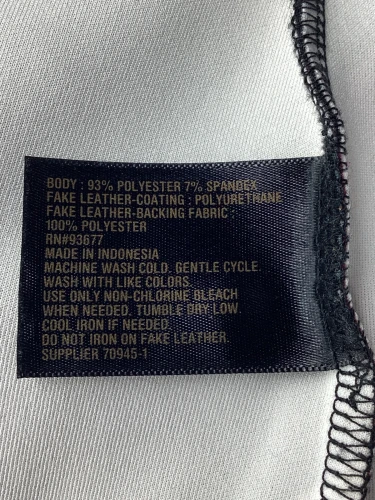 BODY : 93% POLYESTER 7% SPANDEX
FAKE LEATHER-COATING : POLYURETHANE
FAKE LEATHER-BACKING FABRIC :
100% POLYESTER
RN#93677
MADE IN INDONESIA
MACHINE WASH COLD. GENTLE CYCLE.
WASH WITH LIKE COLORS.
USE ONLY NON-CHLORINE BLEACH
WHEN NEEDED. TUMBLE DRY LOW.
COOL IRON IF NEEDED.
DO NOT IRON ON FAKE LEATHER.
SUPPLIER 70945-1